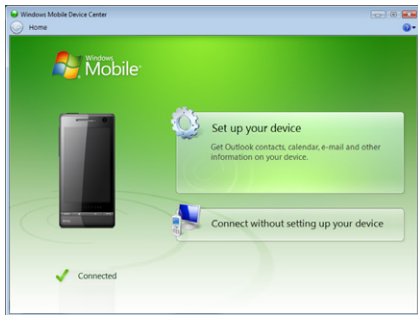 Windows Mobile Device Center
Home
Windows
Mobile
Set up your device
Get Outlook contacts, calendar, e-mail and other
information on your device.
Connect without setting up your device
Connected